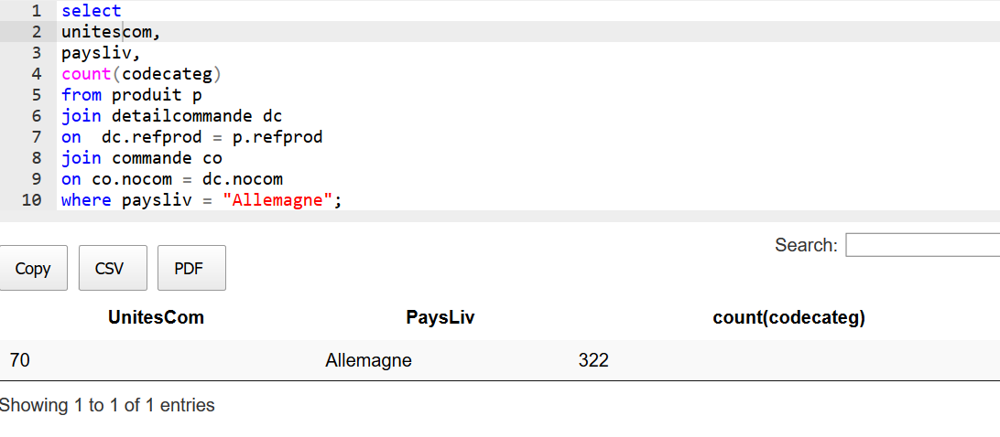 1 select
2 unitescom,
3 paysliv,
4 count(codecateg)
5 from produit p
6 join detailcommande dc
7 on  dc.refprod = p.refprod
8 join commande co
9 on co.nocom = dc.nocom
10 where paysliv = "Allemagne";
Search:
Copy CSV PDF
UnitesCom PaysLiv count(codecateg)
70 Allemagne 322
Showing 1 to 1 of 1 entries